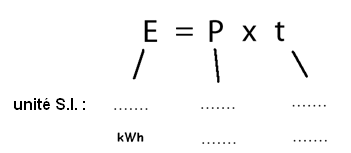 E = P x t
unité S.I. : ....... ....... .......
kWh ....... .......